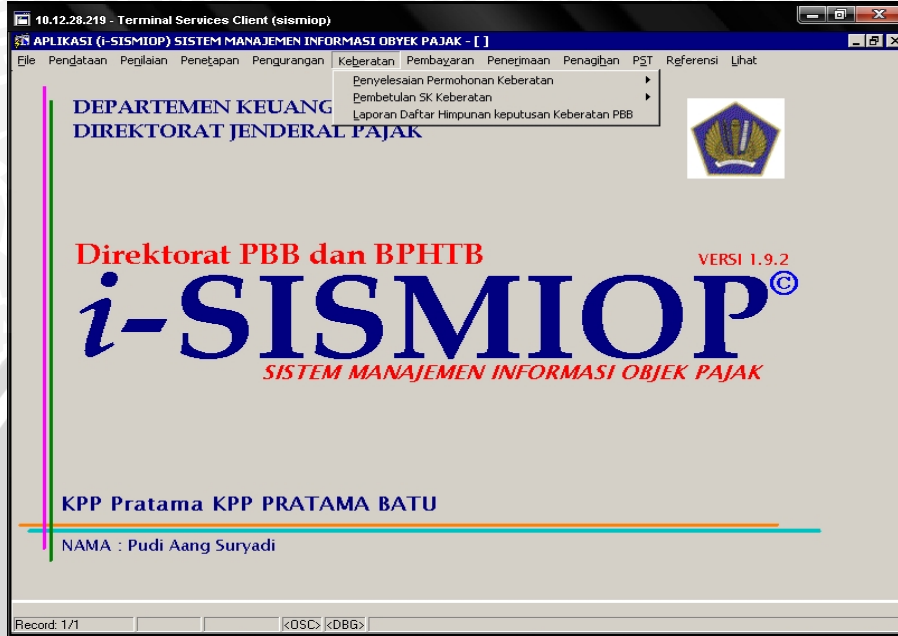 10.12.28.219 - Terminal Services Client (sismiop)
APLIKASI (i-SISMIOP) SISTEM MANAJEMEN INFORMASI OBYEK PAJAK - [ ]
File Pendataan Penilaian Penetapan Pengurangan Keberatan Pembayaran Penerimaan Penagihan PST Referensi Lihat
Penyelesaian Permohonan Keberatan
Pembetulan SK Keberatan
Laporan Daftar Himpunan keputusan Keberatan PBB
DEPARTEMEN KEUANG
DIREKTORAT JENDERAL PAJAK
Direktorat PBB dan BPHTB
VERSI 1.9.2
i-SISMIOP©
SISTEM MANAJEMEN INFORMASI OBJEK PAJAK
KPP Pratama KPP PRATAMA BATU
NAMA : Pudi Aang Suryadi
Record: 1/1 <OSC> <DBG>